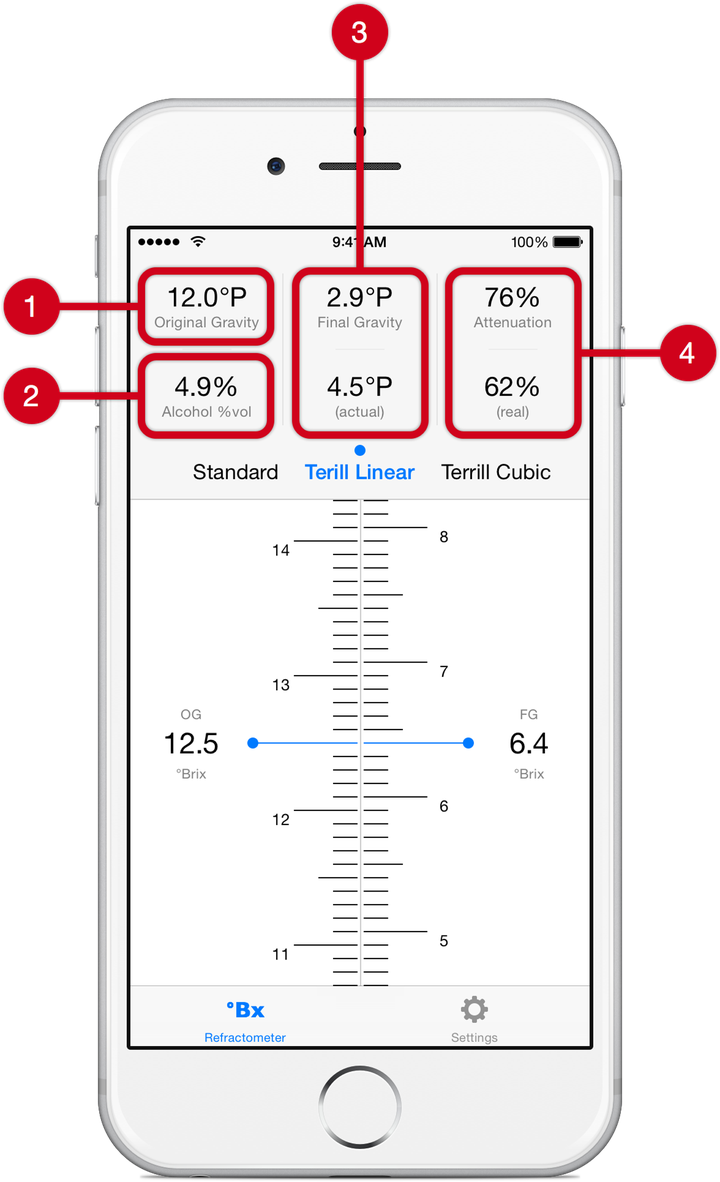 3
9:41 AM
100%
1
12.0°P
Original Gravity
2.9°P
Final Gravity
76%
Attenuation
4
2
4.9%
Alcohol %vol
4.5°P
(actual)
62%
(real)
Standard
Terill Linear
Terrill Cubic
8
14
7
13
OG
12.5
°Brix
FG
6.4
°Brix
6
12
5
11
°Bx
Refractometer
Settings